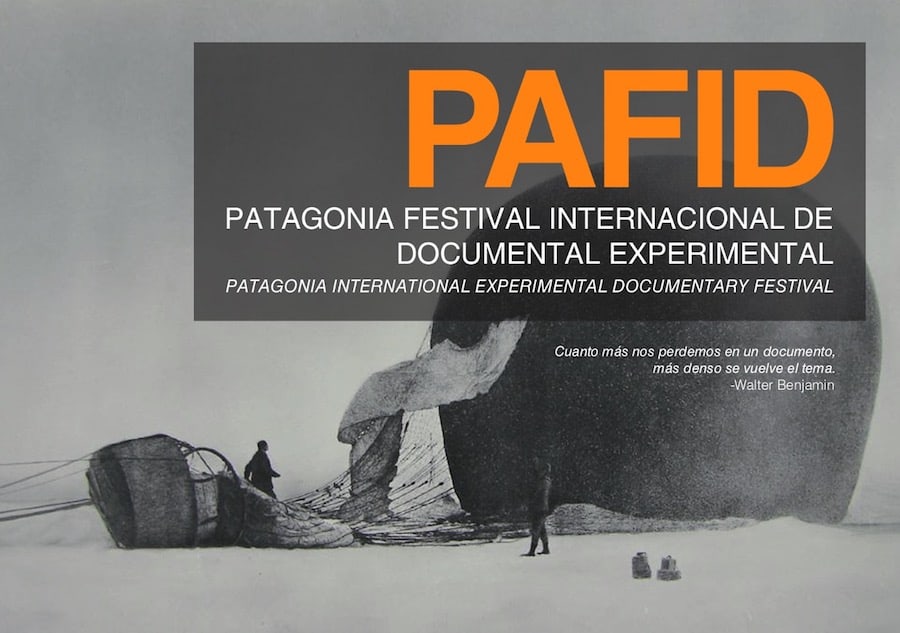 PAFID
PATAGONIA FESTIVAL INTERNACIONAL DE
DOCUMENTAL EXPERIMENTAL
PATAGONIA INTERNATIONAL EXPERIMENTAL DOCUMENTARY FESTIVAL
Cuanto más nos perdemos en un documento,
más denso se vuelve el tema.
-Walter Benjamin